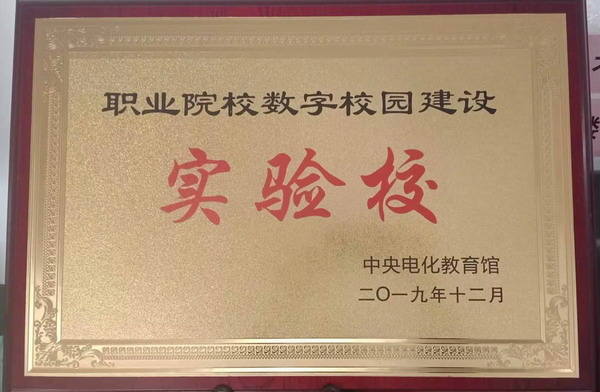 职业院校数字校园建设
实验校
中央电化教育馆
二〇一九年十二月